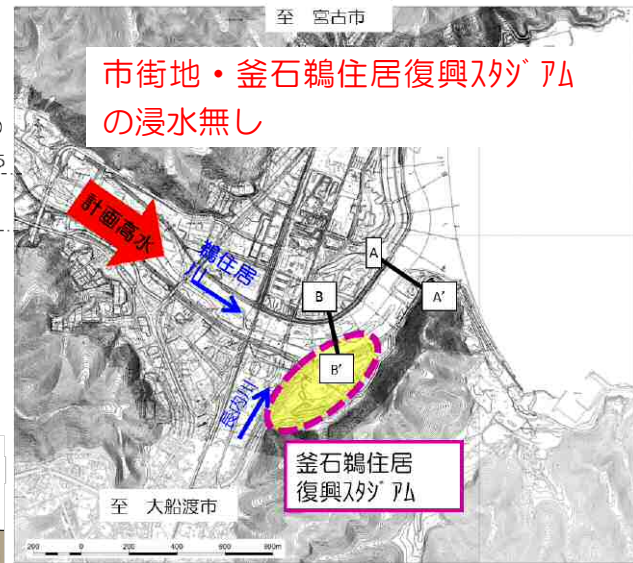 至 宮古市
市街地・釜石鵜住居復興ｽﾀｼﾞｱﾑ
の浸水無し
計画高水
鵜住居
川
A
A'
B
B'
長内川
釜石鵜住居
復興ｽﾀｼﾞｱﾑ
至 大船渡市
200 0 200 400 600 800m